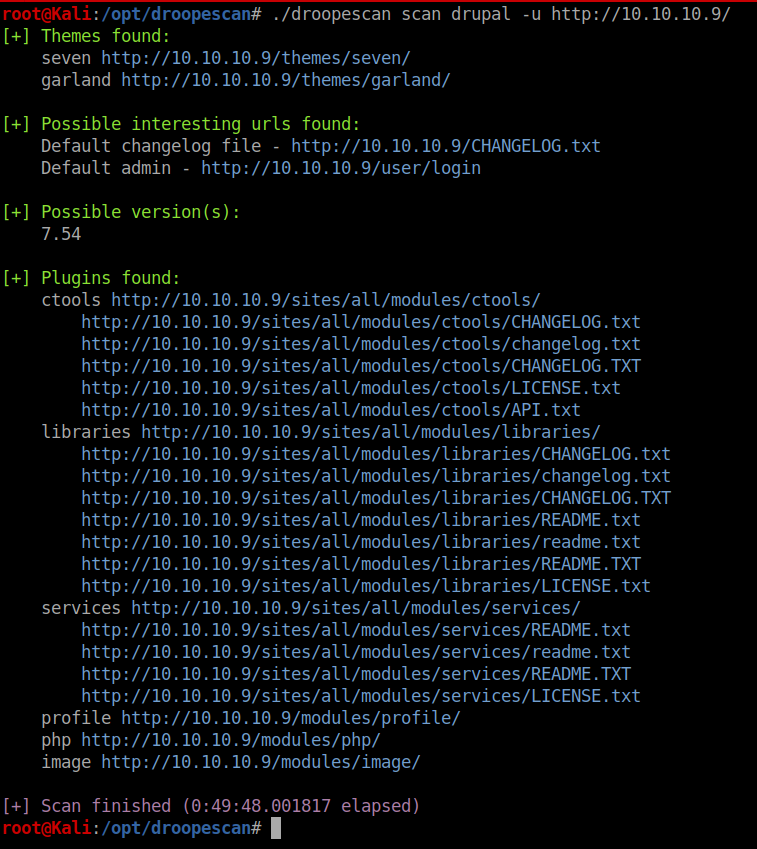 root@Kali:/opt/droopescan# ./droopescan scan drupal -u http://10.10.10.9/
[+] Themes found:
    seven http://10.10.10.9/themes/seven/
    garland http://10.10.10.9/themes/garland/

[+] Possible interesting urls found:
    Default changelog file - http://10.10.10.9/CHANGELOG.txt
    Default admin - http://10.10.10.9/user/login

[+] Possible version(s):
    7.54

[+] Plugins found:
    ctools http://10.10.10.9/sites/all/modules/ctools/
        http://10.10.10.9/sites/all/modules/ctools/CHANGELOG.txt
        http://10.10.10.9/sites/all/modules/ctools/changelog.txt
        http://10.10.10.9/sites/all/modules/ctools/CHANGELOG.TXT
        http://10.10.10.9/sites/all/modules/ctools/LICENSE.txt
        http://10.10.10.9/sites/all/modules/ctools/API.txt
    libraries http://10.10.10.9/sites/all/modules/libraries/
        http://10.10.10.9/sites/all/modules/libraries/CHANGELOG.txt
        http://10.10.10.9/sites/all/modules/libraries/changelog.txt
        http://10.10.10.9/sites/all/modules/libraries/CHANGELOG.TXT
        http://10.10.10.9/sites/all/modules/libraries/README.txt
        http://10.10.10.9/sites/all/modules/libraries/readme.txt
        http://10.10.10.9/sites/all/modules/libraries/README.TXT
        http://10.10.10.9/sites/all/modules/libraries/LICENSE.txt
    services http://10.10.10.9/sites/all/modules/services/
        http://10.10.10.9/sites/all/modules/services/README.txt
        http://10.10.10.9/sites/all/modules/services/readme.txt
        http://10.10.10.9/sites/all/modules/services/README.TXT
        http://10.10.10.9/sites/all/modules/services/LICENSE.txt
    profile http://10.10.10.9/modules/profile/
    php http://10.10.10.9/modules/php/
    image http://10.10.10.9/modules/image/

[+] Scan finished (0:49:48.001817 elapsed)
root@Kali:/opt/droopescan#